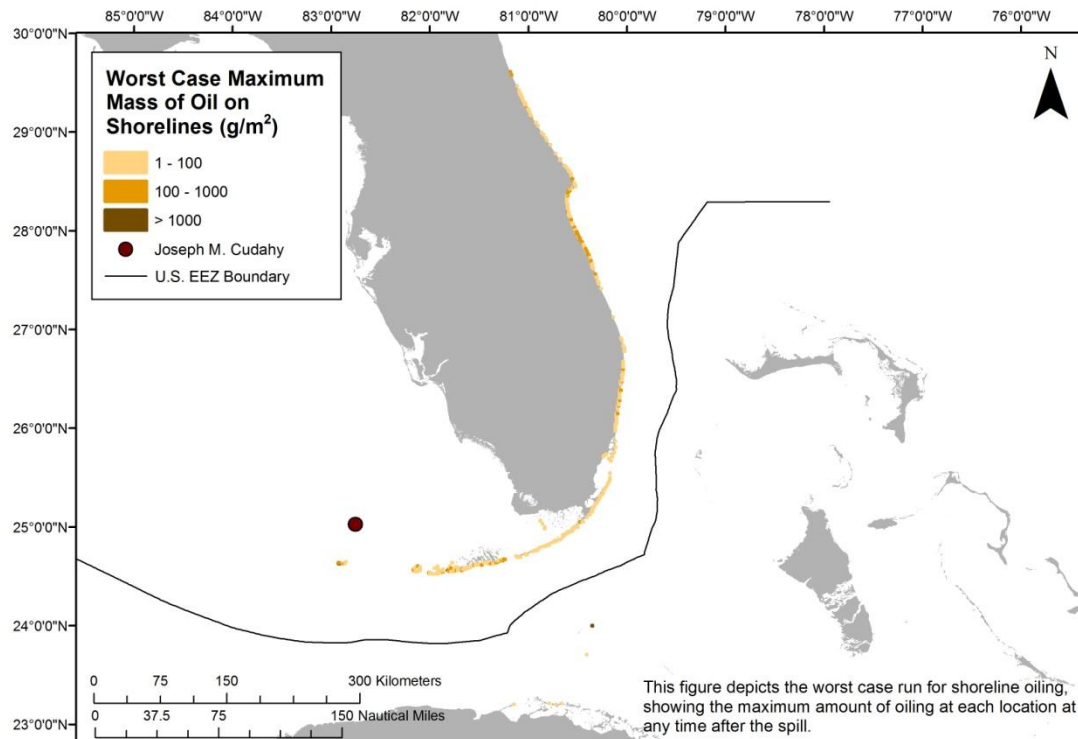 85°0'0"W 84°0'0"W 83°0'0"W 82°0'0"W 81°0'0"W 80°0'0"W 79°0'0"W 78°0'0"W 77°0'0"W 76°0'0"W
30°0'0"N
29°0'0"N
28°0'0"N
27°0'0"N
26°0'0"N
25°0'0"N
24°0'0"N
23°0'0"N
Worst Case Maximum
Mass of Oil on
Shorelines (g/m²)
1 - 100
100 - 1000
> 1000
Joseph M. Cudahy
U.S. EEZ Boundary
N
0 75 150 300 Kilometers
0 37.5 75 150 Nautical Miles
This figure depicts the worst case run for shoreline oiling,
showing the maximum amount of oiling at each location at
any time after the spill.